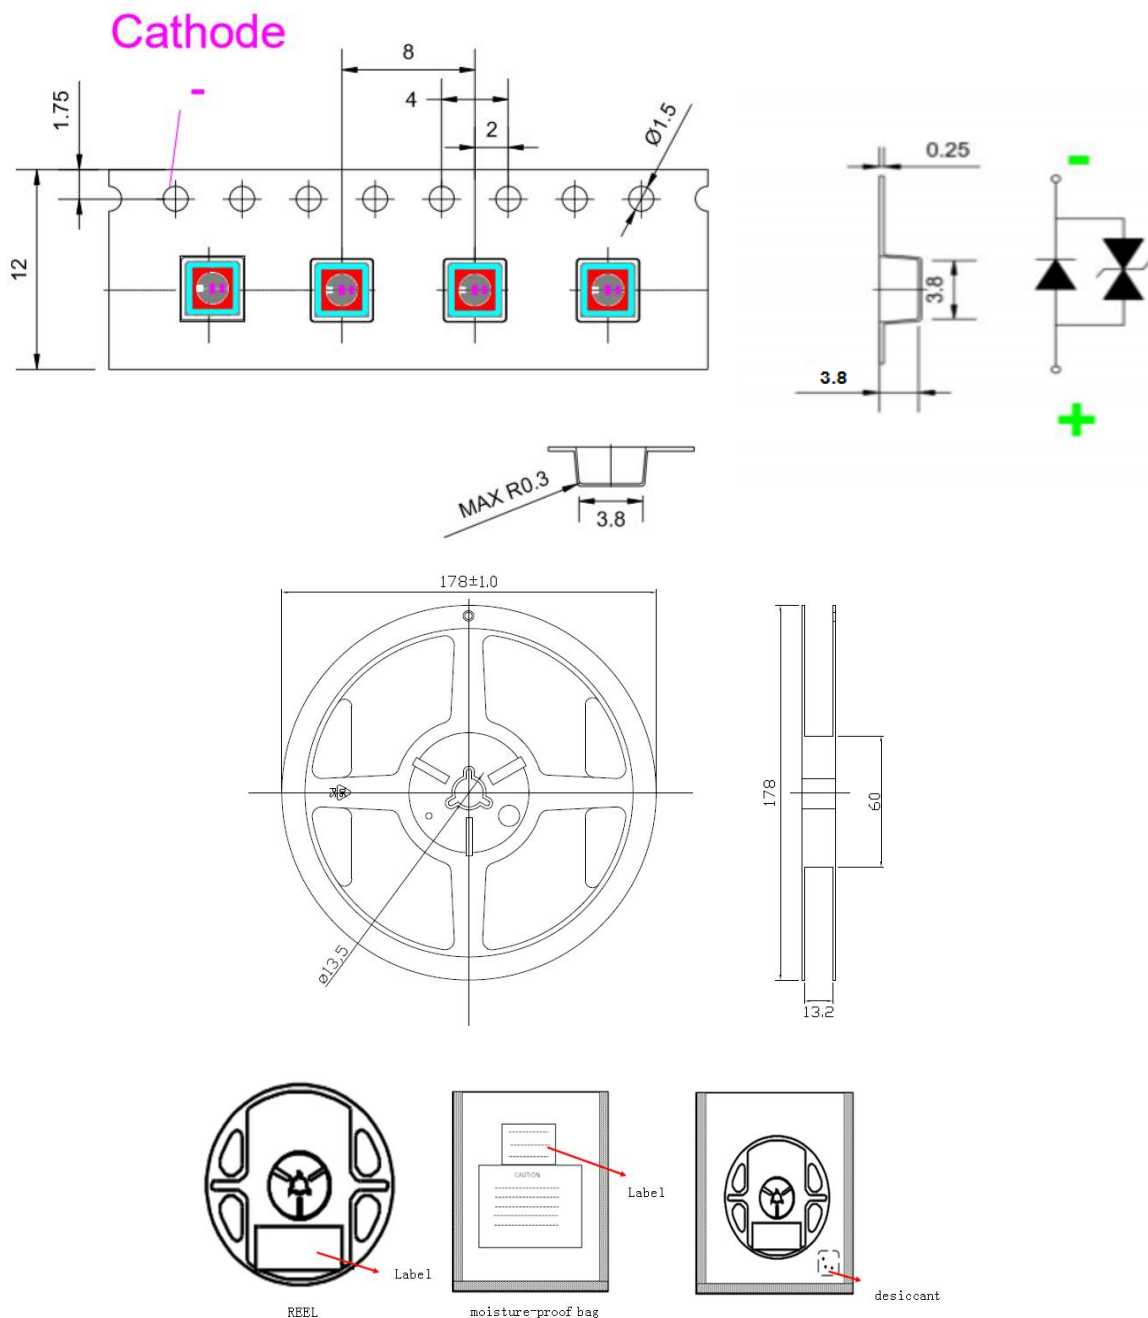 Cathode
-
8
4
2
1.75
Ø1.5
12
0.25
-
3.8
3.8
+
MAX R0.3
3.8
178±1.0
ø13,5
178
60
13.2
CAUTION
Label
Label
desiccant
REEL
moisture-proof bag